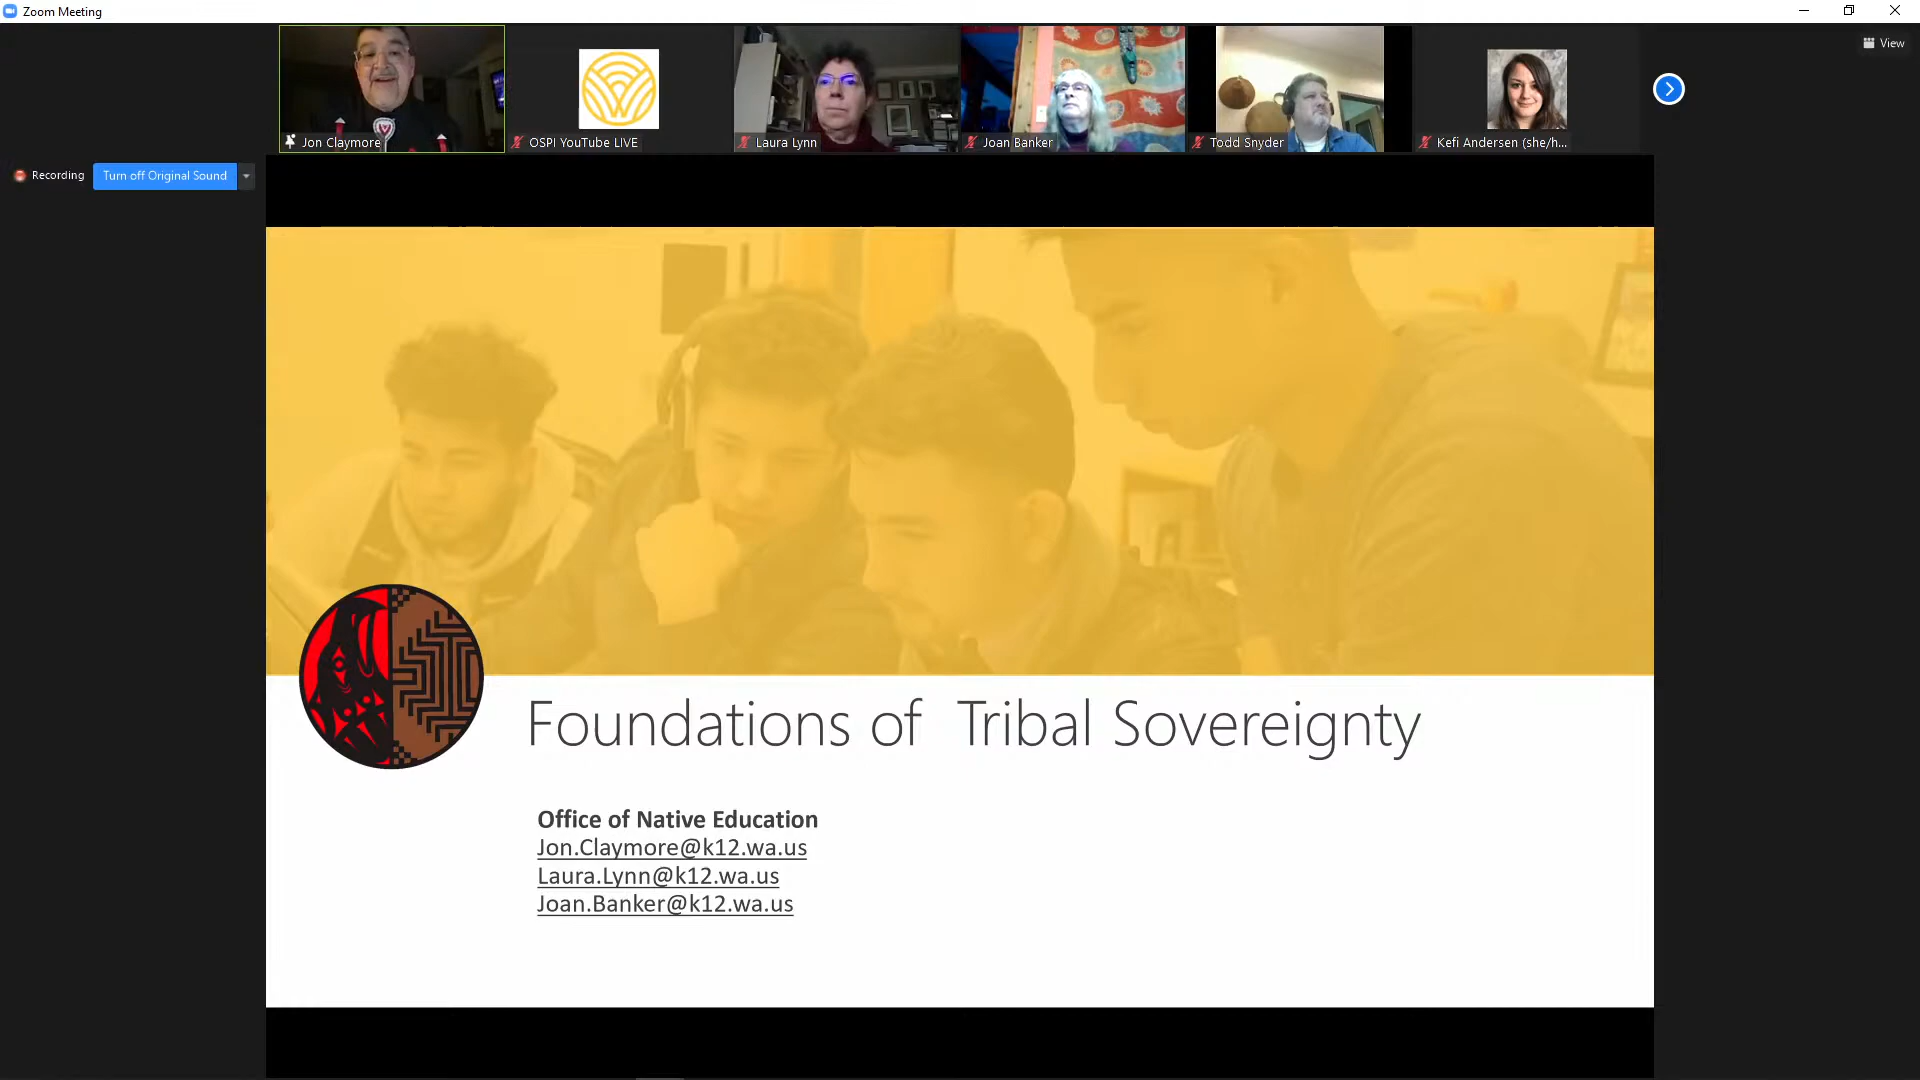 Zoom Meeting
View
Jon Claymore
OSPI YouTube LIVE
Laura Lynn
Joan Banker
Todd Snyder
Kefi Andersen (she/h...
Recording
Turn off Original Sound
Foundations of  Tribal Sovereignty
Office of Native Education
Jon.Claymore@k12.wa.us
Laura.Lynn@k12.wa.us
Joan.Banker@k12.wa.us